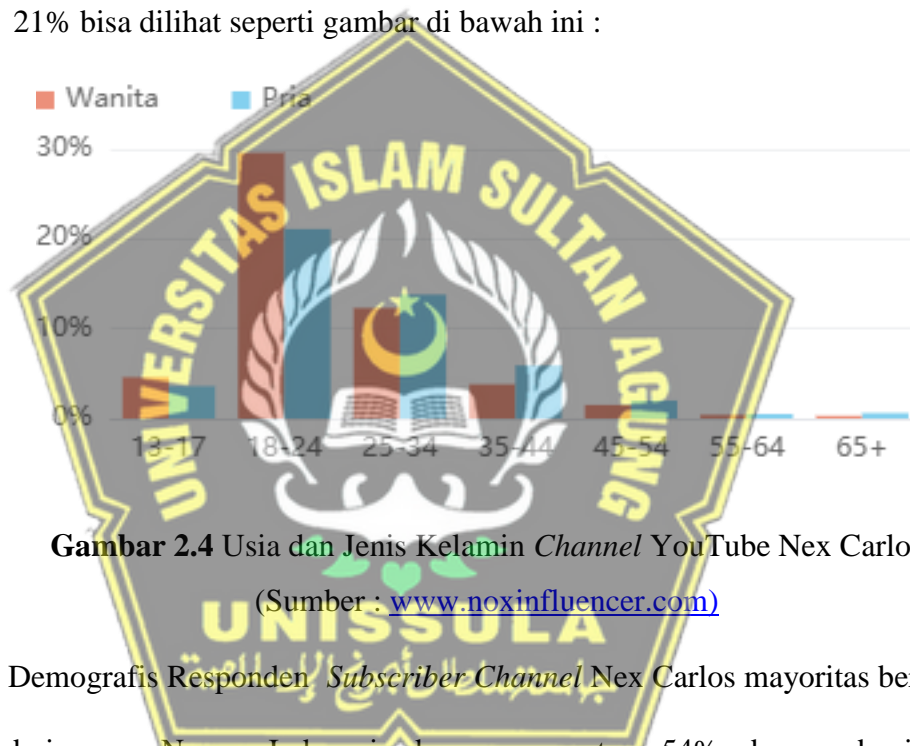 21% bisa dilihat seperti gambar di bawah ini :
Wanita Pria
30%
20%
10%
0%
13-17 18-24 25-34 35-44 45-54 55-64 65+
UNIVERSITAS ISLAM SULTAN AGUNG
Gambar 2.4 Usia dan Jenis Kelamin Channel YouTube Nex Carlo
(Sumber : www.noxinfluencer.com)
UNISSULA
Demografis Responden Subscriber Channel Nex Carlos mayoritas be
54%